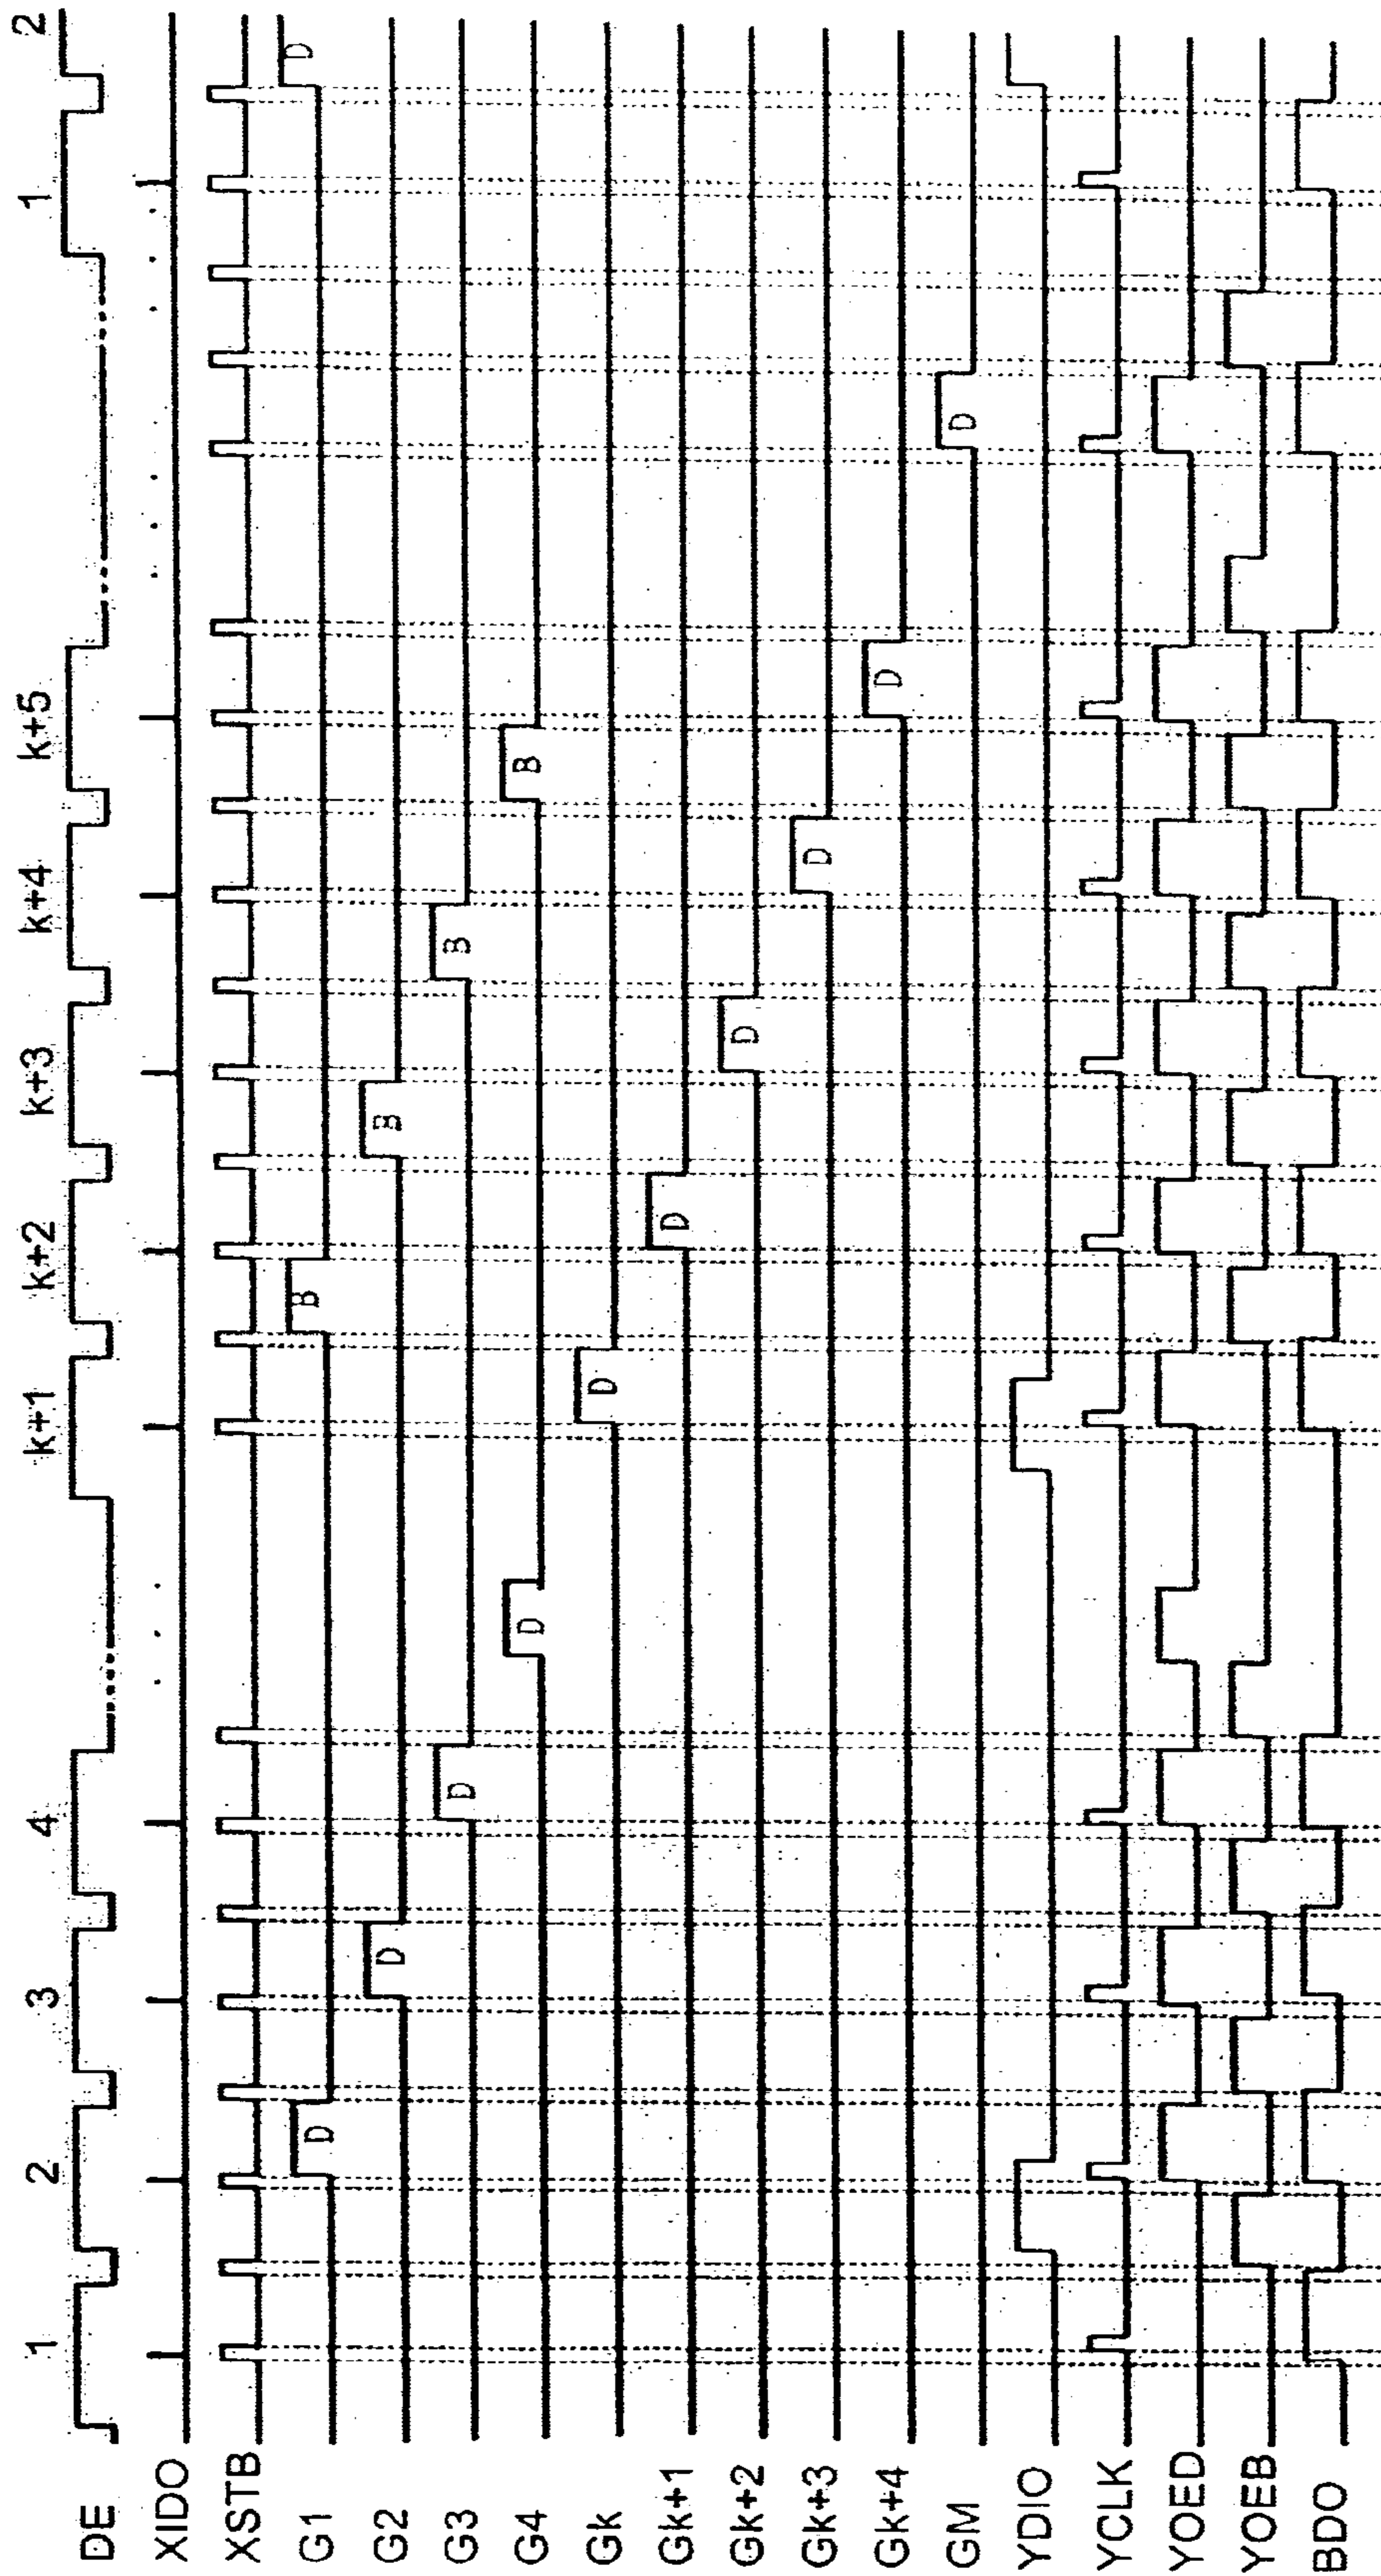 1 2 3 4 k+1 k+2 k+3 k+4 k+5 1 2
DE
XIDO
XSTB
G1 D B D
G2 D B
G3 D B
G4 D B
Gk D
Gk+1 D
Gk+2 D
Gk+3 D
Gk+4 D
GM D
YDIO
YCLK
YOED
YOEB
BDO